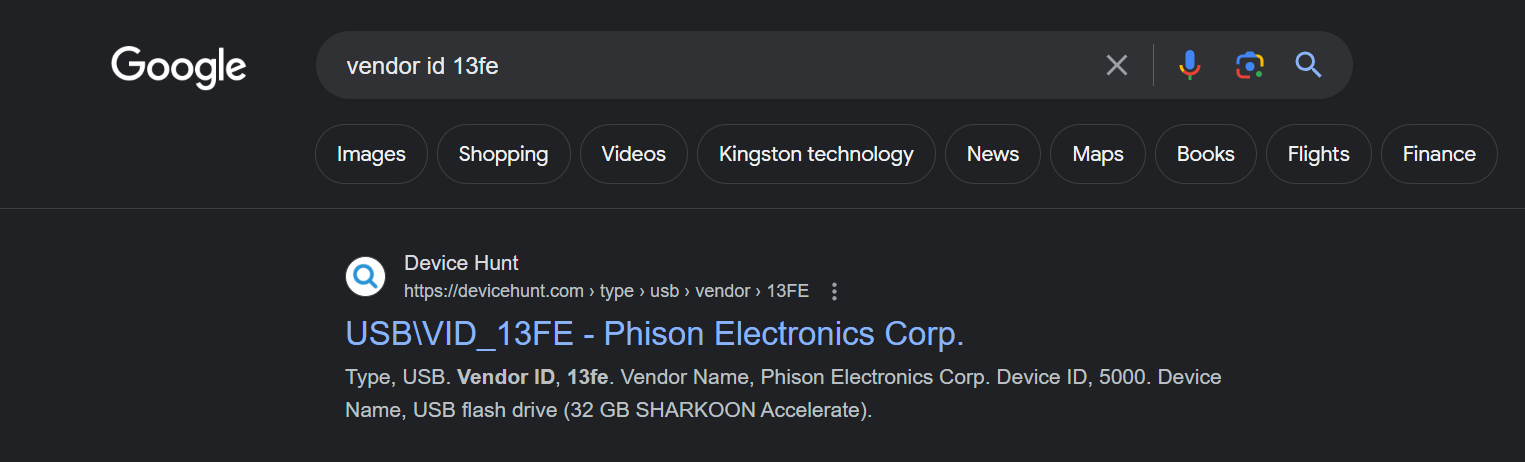 Google
vendor id 13fe
Images
Shopping
Videos
Kingston technology
News
Maps
Books
Flights
Finance
Device Hunt
https://devicehunt.com › type › usb › vendor › 13FE
USB\VID_13FE - Phison Electronics Corp.
Type, USB. Vendor ID, 13fe. Vendor Name, Phison Electronics Corp. Device ID, 5000. Device
Name, USB flash drive (32 GB SHARKOON Accelerate).